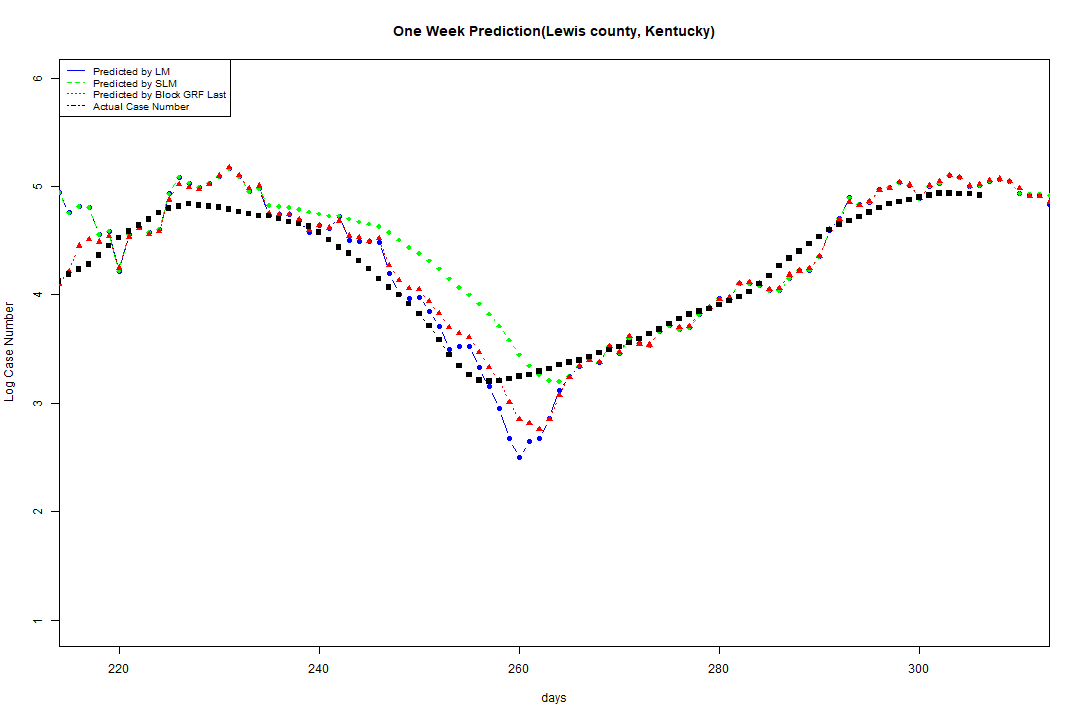 One Week Prediction(Lewis county, Kentucky)
Predicted by LM
Predicted by SLM
Predicted by Block GRF Last
Actual Case Number
6
5
4
3
2
1
Log Case Number
220 240 260 280 300
days